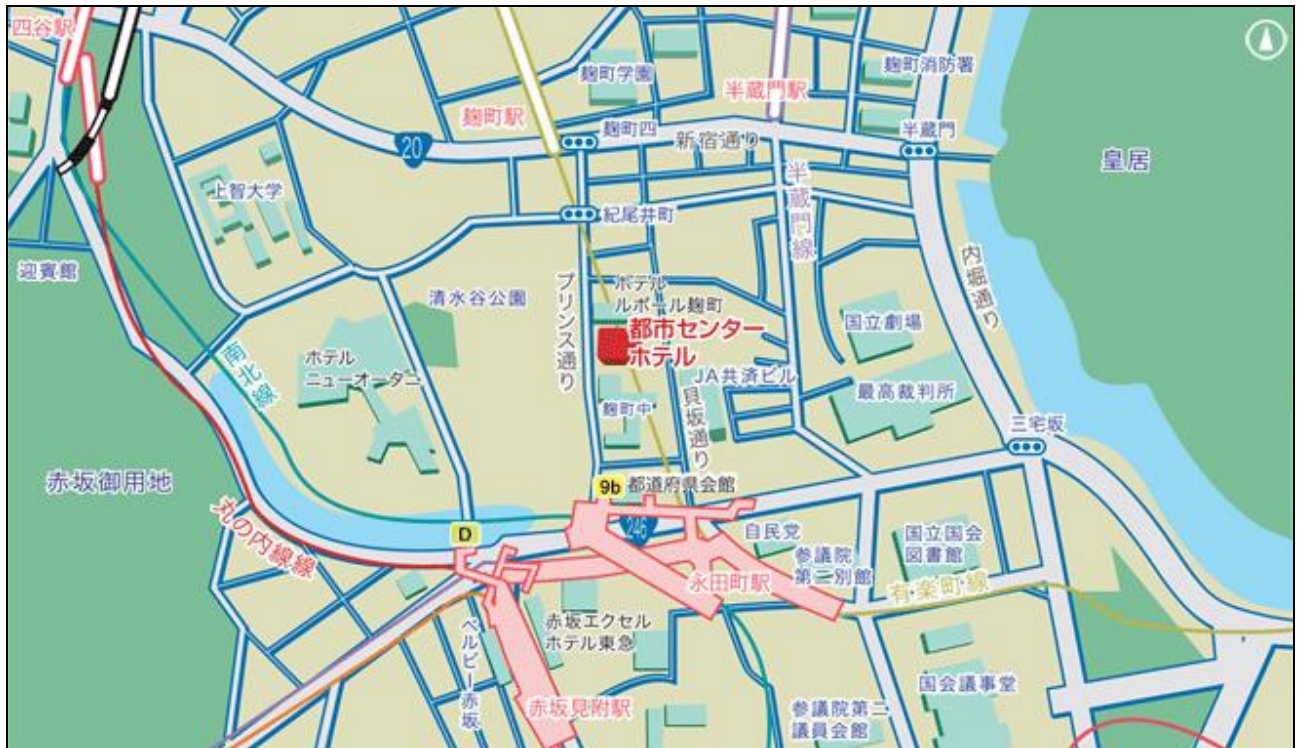 四谷駅
麹町学園
麹町消防署
半蔵門駅
麹町駅
麹町四
新宿通り
半蔵門
20
皇居
上智大学
半蔵門線
紀尾井町
迎賓館
内堀通り
清水谷公園
プリンス通り
ホテル
ルポール麹町
都市センター
ホテル
国立劇場
南北線
ホテル
ニューオータニ
JA共済ビル
最高裁判所
麹町中
貝坂通り
三宅坂
赤坂御用地
9b
都道府県会館
丸の内線線
D
246
自民党
国立国会
図書館
参議院
第二別館
永田町駅
有楽町線
ベルビー赤坂
赤坂エクセル
ホテル東急
国会議事堂
赤坂見附駅
参議院第二
議員会館